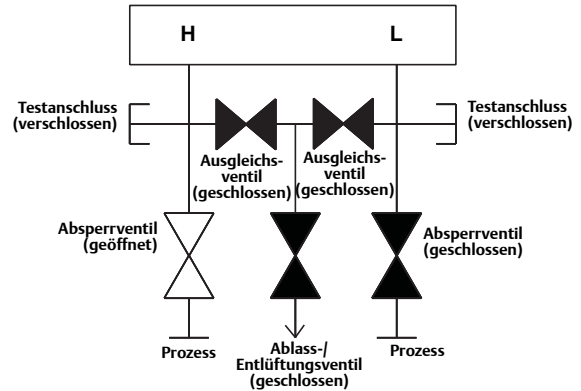 H
L
Testanschluss
(verschlossen)
Testanschluss
(verschlossen)
Ausgleichs-
ventil
(geschlossen)
Ausgleichs-
ventil
(geschlossen)
Absperrventil
(geöffnet)
Absperrventil
(geschlossen)
Prozess
Ablass-/
Entlüftungsventil
(geschlossen)
Prozess